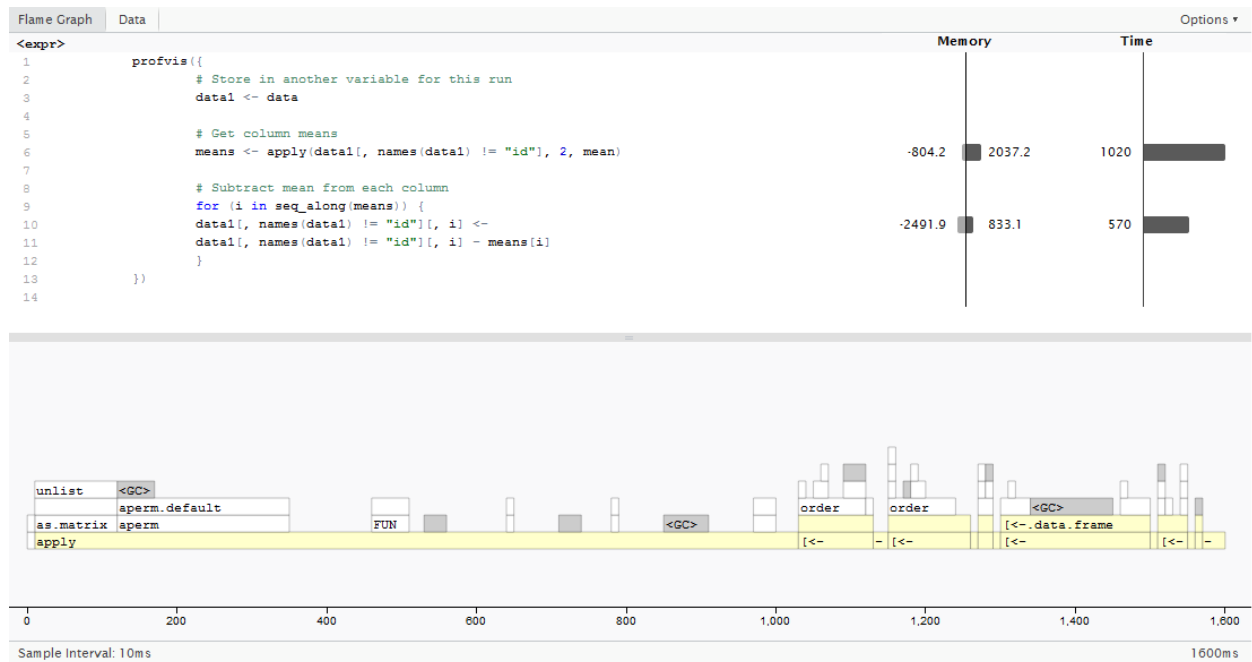 Flame Graph Data Options ▾
<expr> Memory Time
1 profvis({
2 # Store in another variable for this run
3 data1 <- data
4
5 # Get column means
6 means <- apply(data1[, names(data1) != "id"], 2, mean) -804.2 2037.2 1020
7
8 # Subtract mean from each column
9 for (i in seq_along(means)) {
10 data1[, names(data1) != "id"][, i] <- -2491.9 833.1 570
11 data1[, names(data1) != "id"][, i] - means[i]
12 }
13 })
14
unlist <GC>
aperm.default order order <GC>
as.matrix aperm FUN <GC> [<-.data.frame
apply [<- - [<- [<- [<- -
0 200 400 600 800 1,000 1,200 1,400 1,600
Sample Interval: 10ms 1600ms